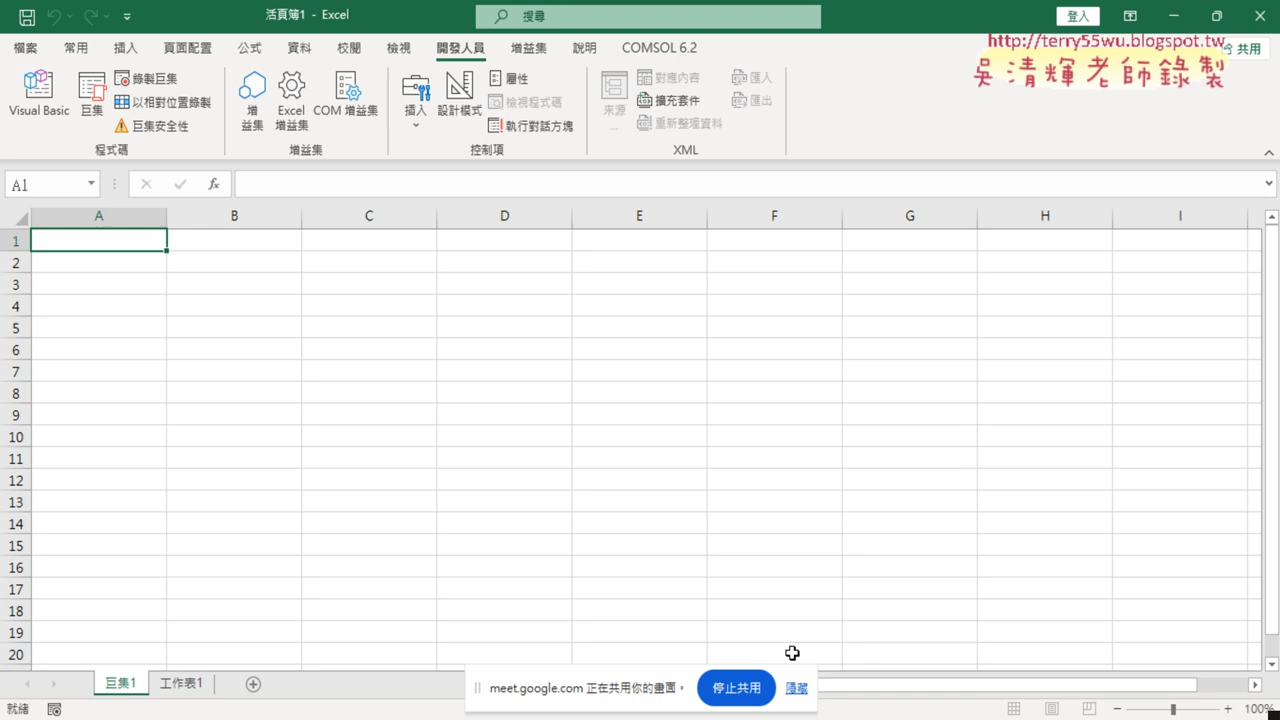 活頁簿1 - Excel
搜尋
登入
http://terry55wu.blogspot.tw
吳清輝老師錄製
檔案 常用 插入 頁面配置 公式 資料 校閱 檢視 開發人員 增益集 說明 COMSOL 6.2 共用
Visual Basic
巨集
錄製巨集
以相對位置錄製
巨集安全性
程式碼
增益集
Excel 增益集
COM 增益集
增益集
插入
設計模式
屬性
檢視程式碼
執行對話方塊
控制項
來源
...
對應內容
擴充套件
重新整理資料
匯入
匯出
XML
A1
fx
A B C D E F G H I
1
2
3
4
5
6
7
8
9
10
11
12
13
14
15
16
17
18
19
20
巨集1 工作表1
meet.google.com 正在共用你的畫面。 停止共用 隱藏
就緒
100%